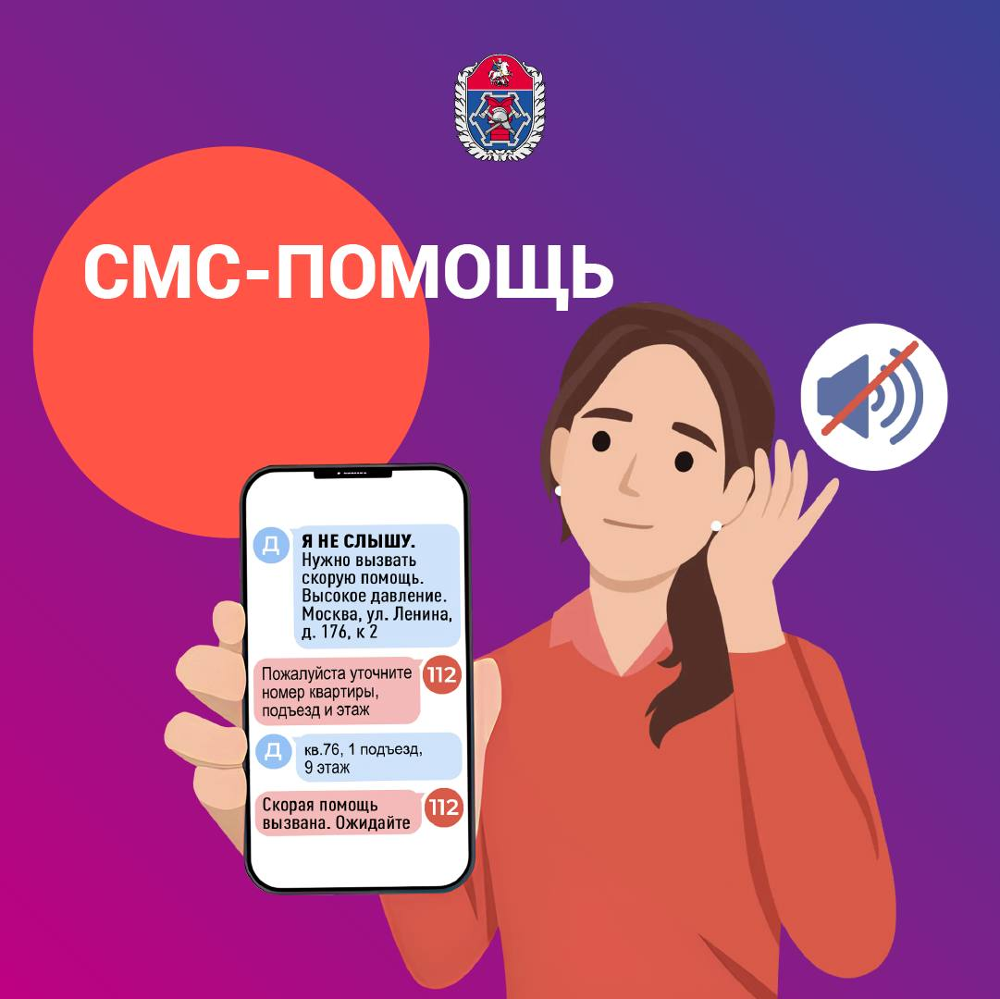 СМС-ПОМОЩЬ
Д
Я НЕ СЛЫШУ.
Нужно вызвать
скорую помощь.
Высокое давление.
Москва, ул. Ленина,
д. 176, к 2
Пожалуйста уточните
номер квартиры,
подъезд и этаж
112
Д
кв.76, 1 подъезд,
9 этаж
Скорая помощь
вызвана. Ожидайте
112